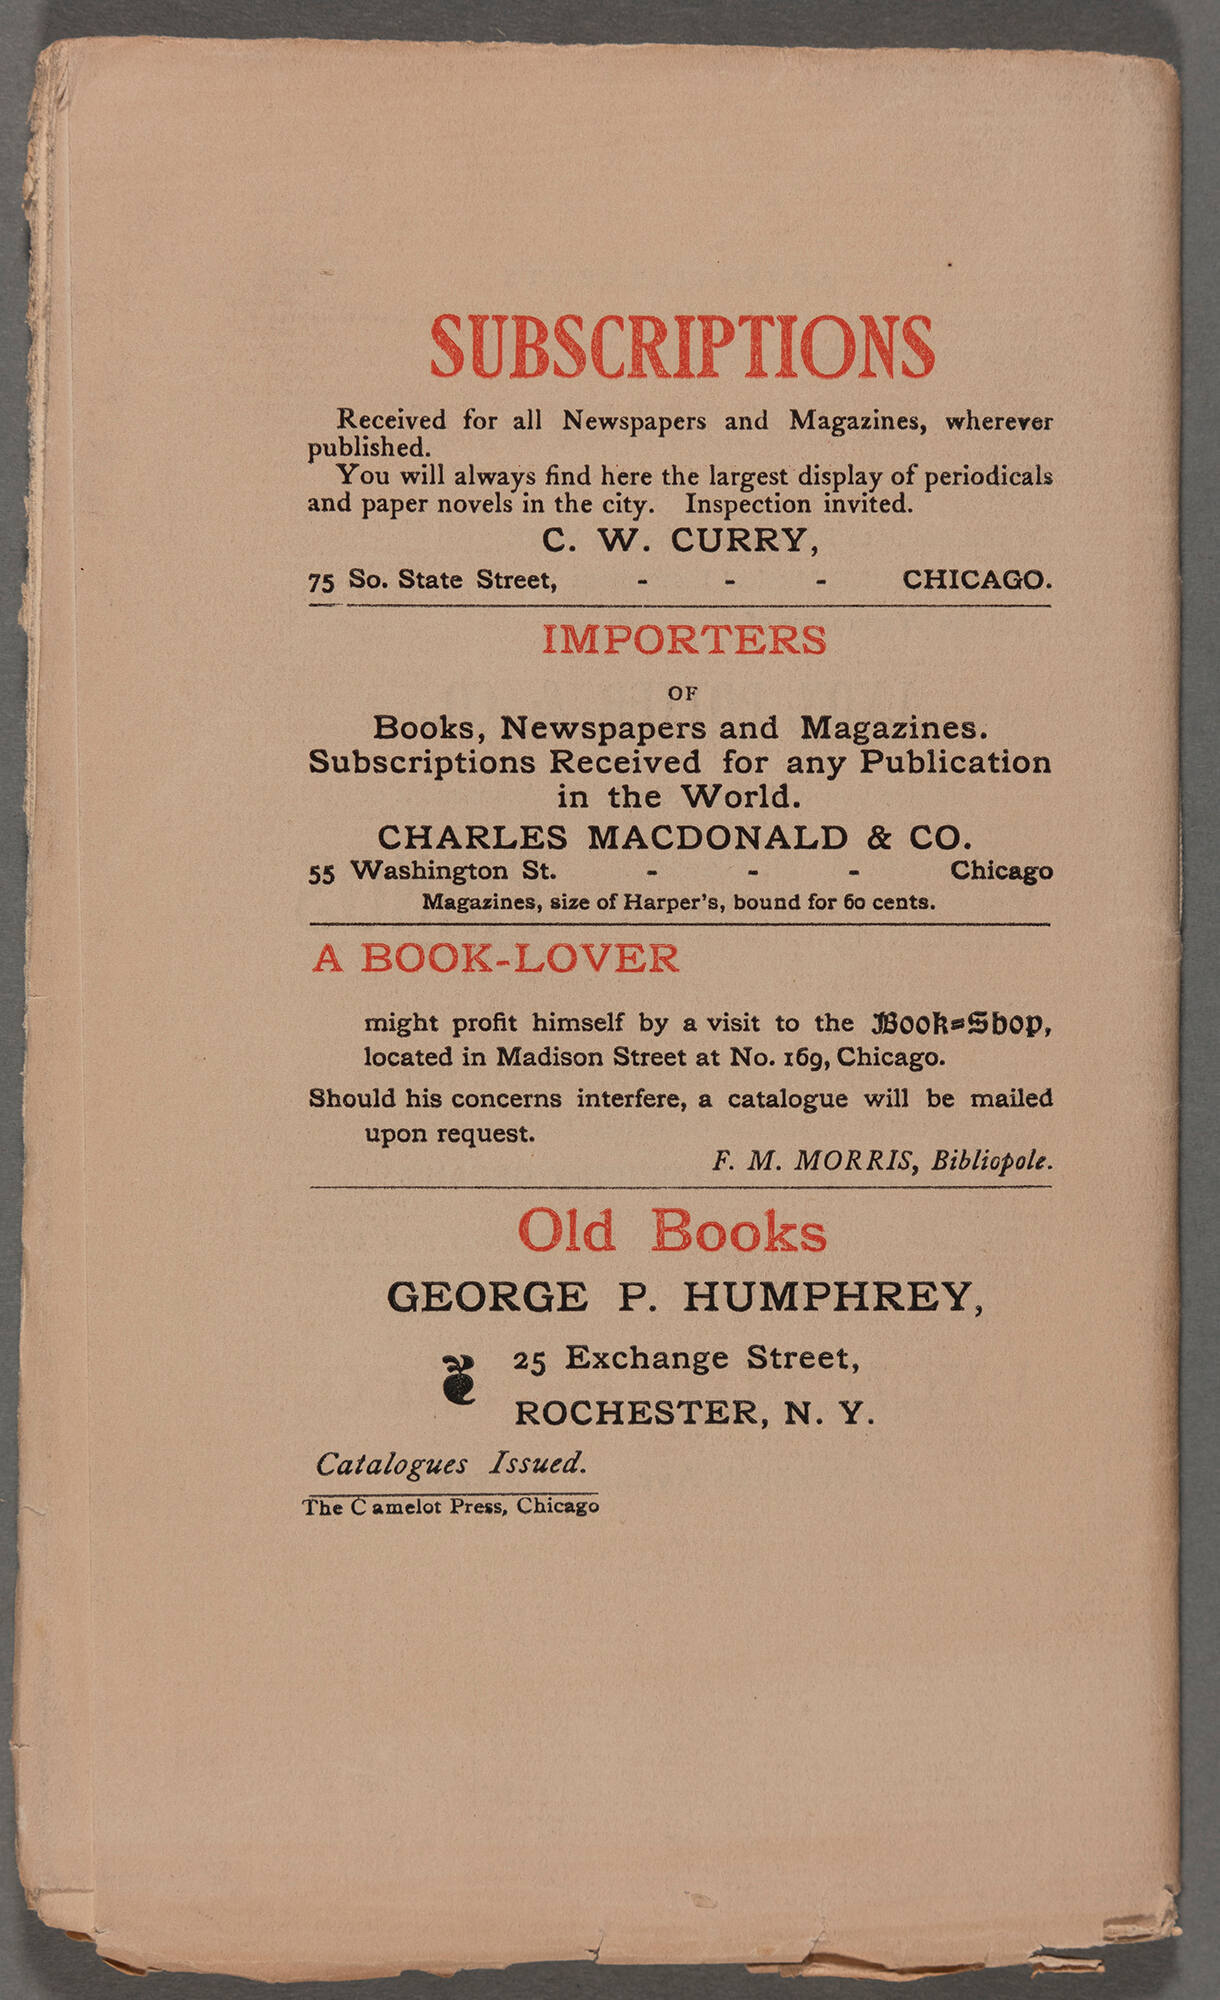 SUBSCRIPTIONS
Received for all Newspapers and Magazines, wherever
published.
You will always find here the largest display of periodicals
and paper novels in the city. Inspection invited.
C. W. CURRY,
75 So. State Street, - - - CHICAGO.
IMPORTERS
OF
Books, Newspapers and Magazines.
Subscriptions Received for any Publication
in the World.
CHARLES MACDONALD & CO.
55 Washington St. - - - Chicago
Magazines, size of Harper's, bound for 60 cents.
A BOOK-LOVER
might profit himself by a visit to the Book=Shop,
located in Madison Street at No. 169, Chicago.
Should his concerns interfere, a catalogue will be mailed
upon request.
F. M. MORRIS, Bibliopole.
Old Books
GEORGE P. HUMPHREY,
25 Exchange Street,
ROCHESTER, N. Y.
Catalogues Issued.
The Camelot Press, Chicago